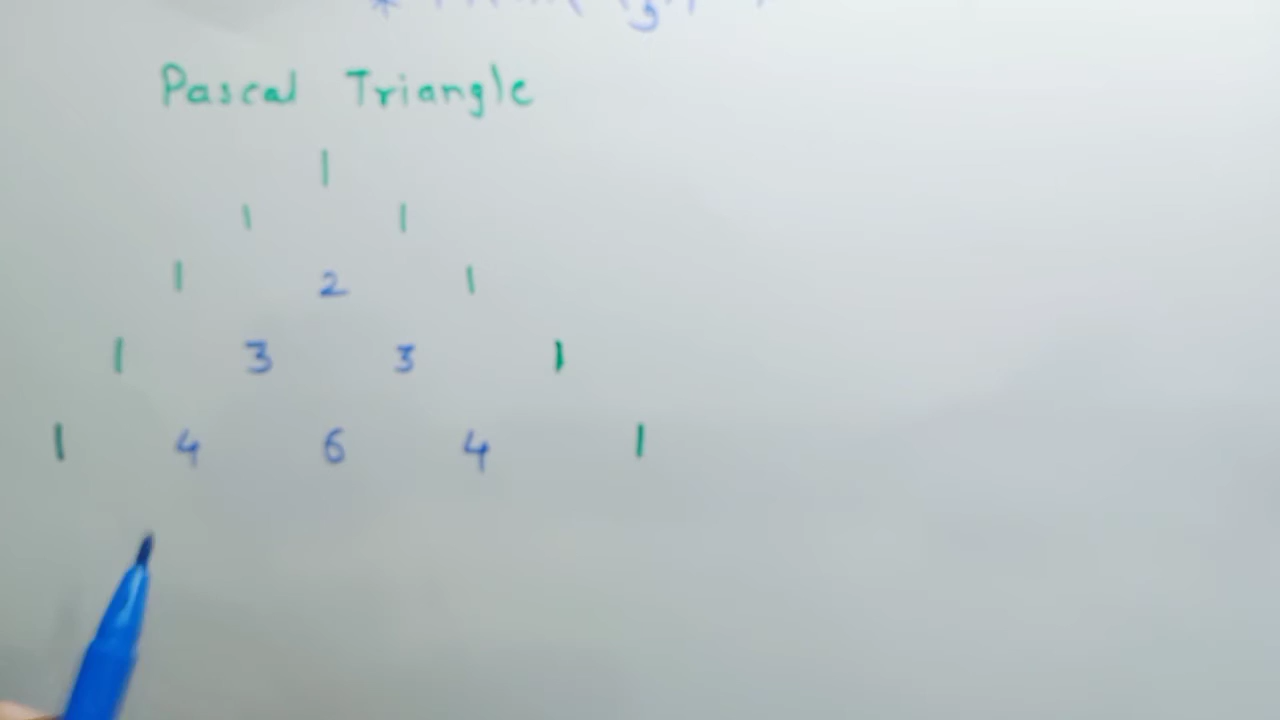 Pascal Triangle
1
1 1
1 2 1
1 3 3 1
1 4 6 4 1